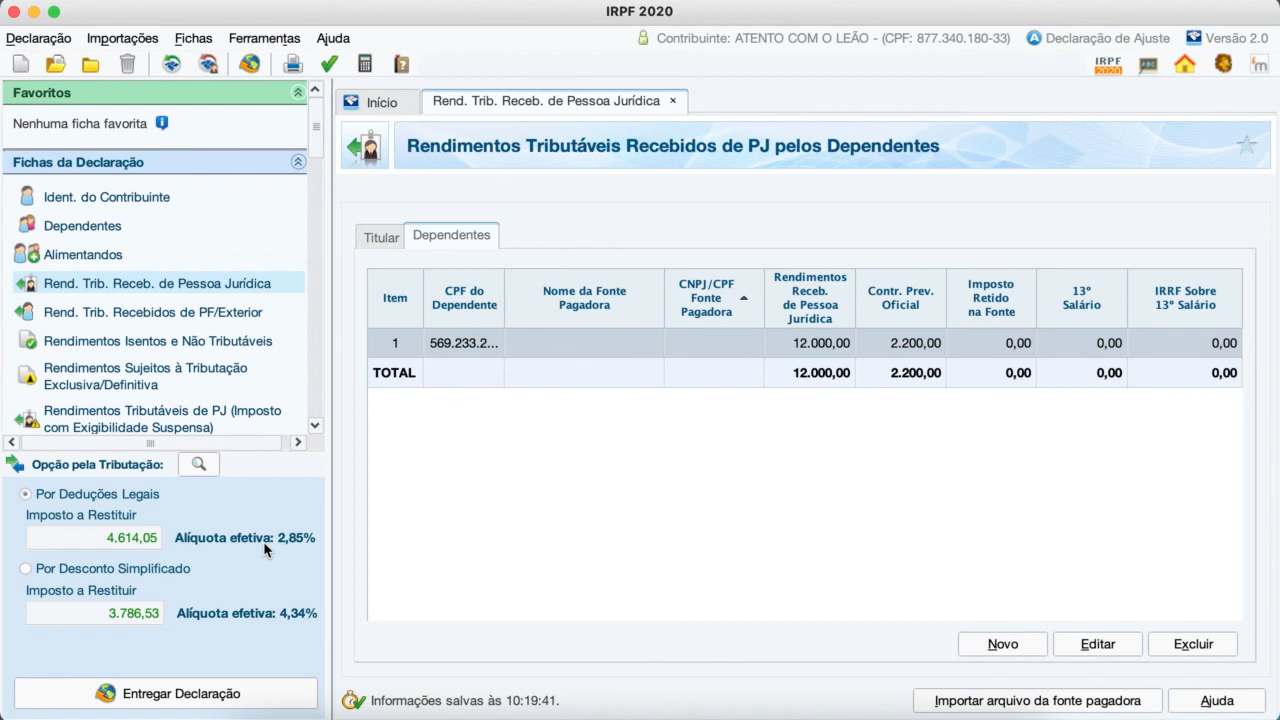 IRPF 2020
Declaração Importações Fichas Ferramentas Ajuda
Contribuinte: ATENTO COM O LEÃO - (CPF: 877.340.180-33) Declaração de Ajuste Versão 2.0
IRPF
2020
Favoritos
Nenhuma ficha favorita
Fichas da Declaração
Ident. do Contribuinte
Dependentes
Alimentandos
Rend. Trib. Receb. de Pessoa Jurídica
Rend. Trib. Recebidos de PF/Exterior
Rendimentos Isentos e Não Tributáveis
Rendimentos Sujeitos à Tributação
Exclusiva/Definitiva
Rendimentos Tributáveis de PJ (Imposto
com Exigibilidade Suspensa)
Opção pela Tributação:
Por Deduções Legais
Imposto a Restituir
4.614,05 Alíquota efetiva: 2,85%
Por Desconto Simplificado
Imposto a Restituir
3.786,53 Alíquota efetiva: 4,34%
Entregar Declaração
Início Rend. Trib. Receb. de Pessoa Jurídica ×
Rendimentos Tributáveis Recebidos de PJ pelos Dependentes
Titular Dependentes
Item
CPF do
Dependente
Nome da Fonte
Pagadora
CNPJ/CPF
Fonte
Pagadora
Rendimentos
Receb.
de Pessoa
Jurídica
Contr. Prev.
Oficial
Imposto
Retido
na Fonte
13º
Salário
IRRF Sobre
13º Salário
1 569.233.2... 12.000,00 2.200,00 0,00 0,00 0,00
TOTAL 12.000,00 2.200,00 0,00 0,00 0,00
Novo Editar Excluir
Informações salvas às 10:19:41.
Importar arquivo da fonte pagadora Ajuda